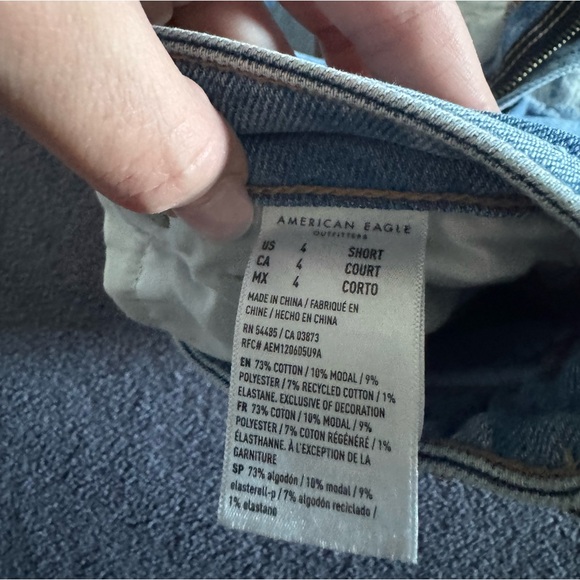 AMERICAN EAGLE
OUTFITTERS
US 4 SHORT
CA 4 COURT
MX 4 CORTO
MADE IN CHINA / FABRIQUÉ EN
CHINE / HECHO EN CHINA
RN 54485 / CA 03873
RFC# AEM120605U9A
EN 73% COTTON / 10% MODAL / 9%
POLYESTER / 7% RECYCLED COTTON / 1%
ELASTANE. EXCLUSIVE OF DECORATION
FR 73% COTON / 10% MODAL / 9%
POLYESTER / 7% COTON RÉGÉNÉRÉ / 1%
ÉLASTHANNE. À L'EXCEPTION DE LA
GARNITURE
SP 73% algodón / 10% modal / 9%
elasterell-p / 7% algodón reciclado /
1% elastano